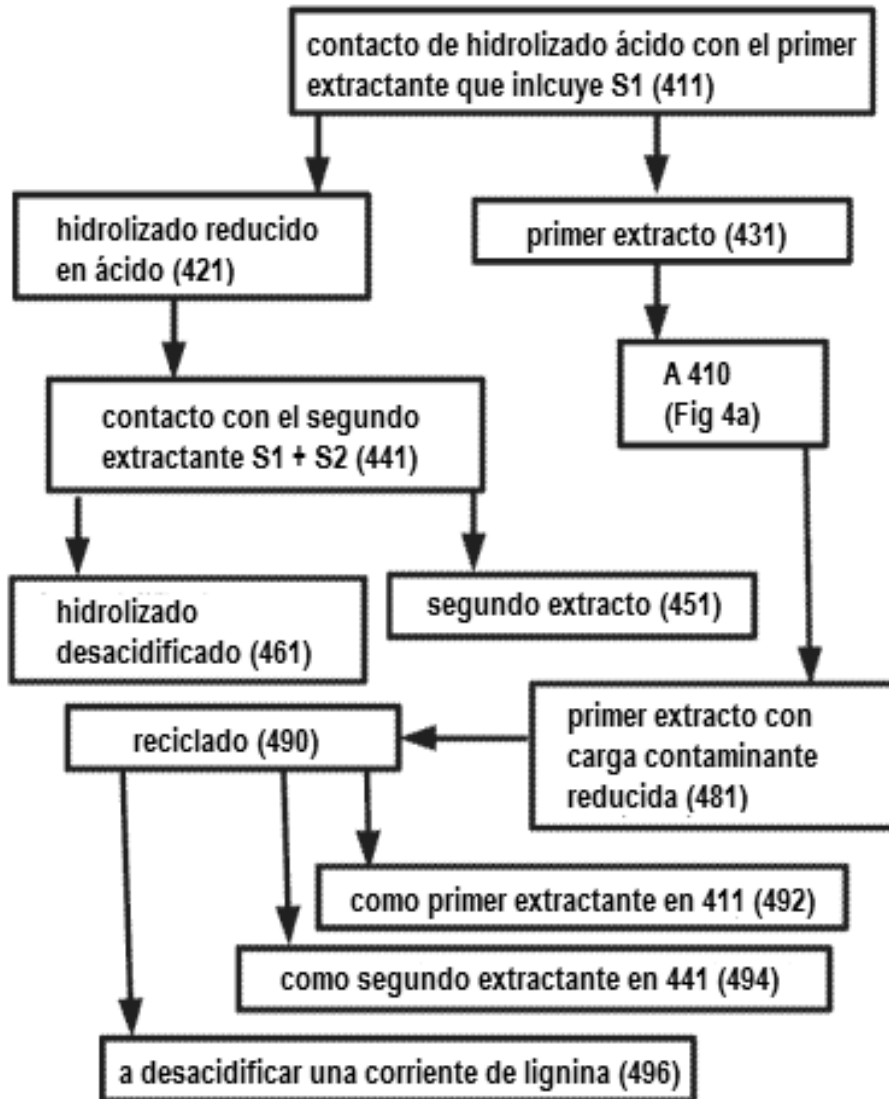 contacto de hidrolizado ácido con el primer
extractante que inlcuye S1 (411)
hidrolizado reducido
en ácido (421)
primer extracto (431)
A 410
(Fig 4a)
contacto con el segundo
extractante S1 + S2 (441)
hidrolizado
desacidificado (461)
segundo extracto (451)
primer extracto con
carga contaminante
reducida (481)
reciclado (490)
como primer extractante en 411 (492)
como segundo extractante en 441 (494)
a desacidificar una corriente de lignina (496)